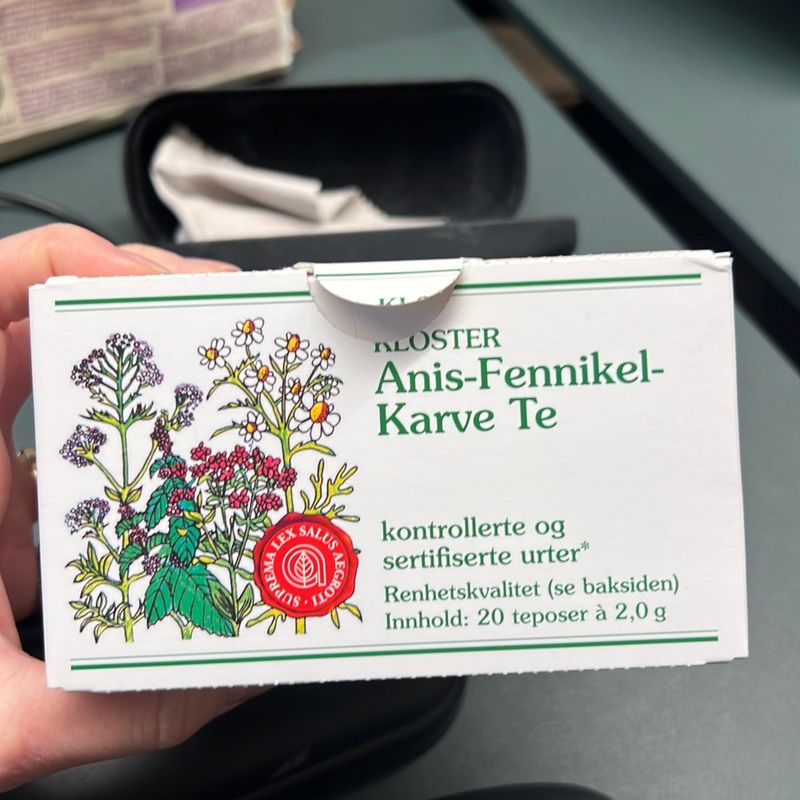 KLOSTER
Anis-Fennikel-
Karve Te
kontrollerte og
sertifiserte urter*
Renhetskvalitet (se baksiden)
Innhold: 20 teposer à 2,0 g
SUPREMA LEX SALUS AEGROTI ·